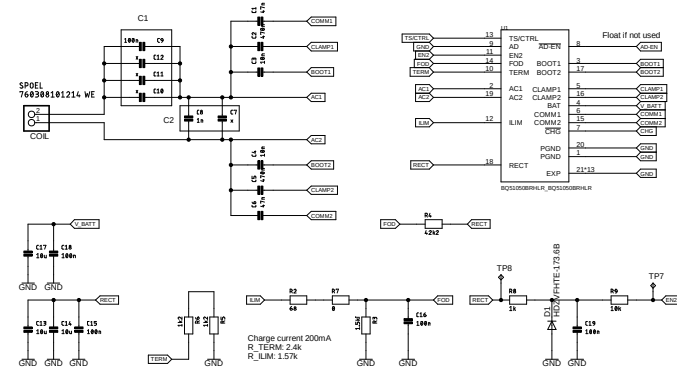 C1
C1 47n
C2 470n
C3 10n
COMM1
CLAMP1
BOOT1
100n C9
x C12
x C11
x C10
AC1
SPOEL
760308101214 WE
2
1
COIL
C2
C8
1n
C7
x
AC2
C4 10n
C5 470n
C6 47n
BOOT2
CLAMP2
COMM2
U1
Float if not used
TS/CTRL 13 TS/CTRL
GND 9 AD
EN2 11 EN2
FOD 14 FOD
TERM 10 TERM
AC1 2 AC1
AC2 19 AC2
ILIM 12 ILIM
RECT 18 RECT
AD-EN 8 AD-EN
BOOT1 3 BOOT1
BOOT2 17 BOOT2
CLAMP1 5 CLAMP1
CLAMP2 16 CLAMP2
BAT 4 V_BATT
COMM1 6 COMM1
COMM2 15 COMM2
CHG 7 CHG
PGND 20 GND
PGND 1 GND
EXP 21*13 GND
BQ51050BRHLR_BQ51050BRHLR
V_BATT
C17
10u
C18
100n
GND GND
FOD
R4
42k2
RECT
RECT
C13
10u
C14
10u
C15
100n
GND GND GND
1k2 R6
1k2 R5
TERM
GND
ILIM
R2
68
R7
0
FOD
1.5k R3
C16
100n
GND
GND
Charge current 200mA
R_TERM: 2.4k
R_ILIM: 1.57k
TP8
RECT
R8
1k
D1
HDZVFHTE-173.6B
C19
100n
R9
10k
TP7
EN2
GND
GND